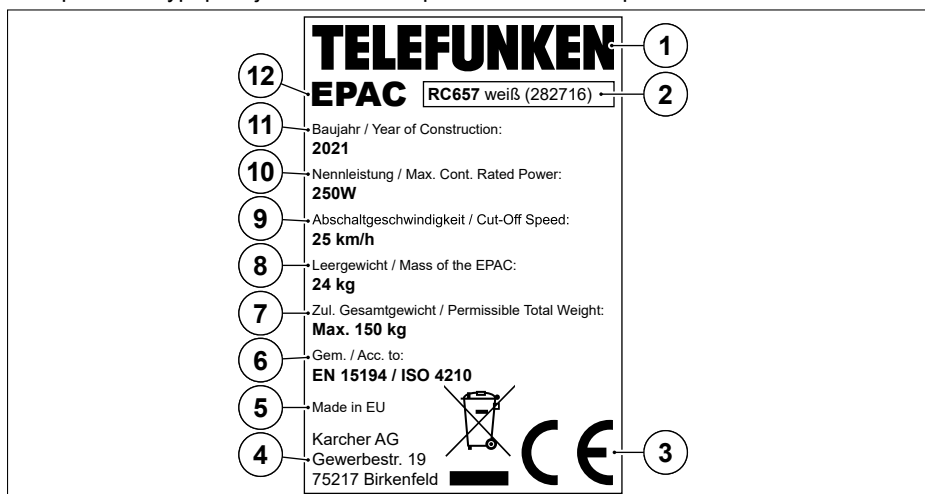 TELEFUNKEN
EPAC RC657 weiß (282716)
Baujahr / Year of Construction:
2021
Nennleistung / Max. Cont. Rated Power:
250W
Abschaltgeschwindigkeit / Cut-Off Speed:
25 km/h
Leergewicht / Mass of the EPAC:
24 kg
Zul. Gesamtgewicht / Permissible Total Weight:
Max. 150 kg
Gem. / Acc. to:
EN 15194 / ISO 4210
Made in EU
Karcher AG
Gewerbestr. 19
75217 Birkenfeld
CE
1
2
3
4
5
6
7
8
9
10
11
12